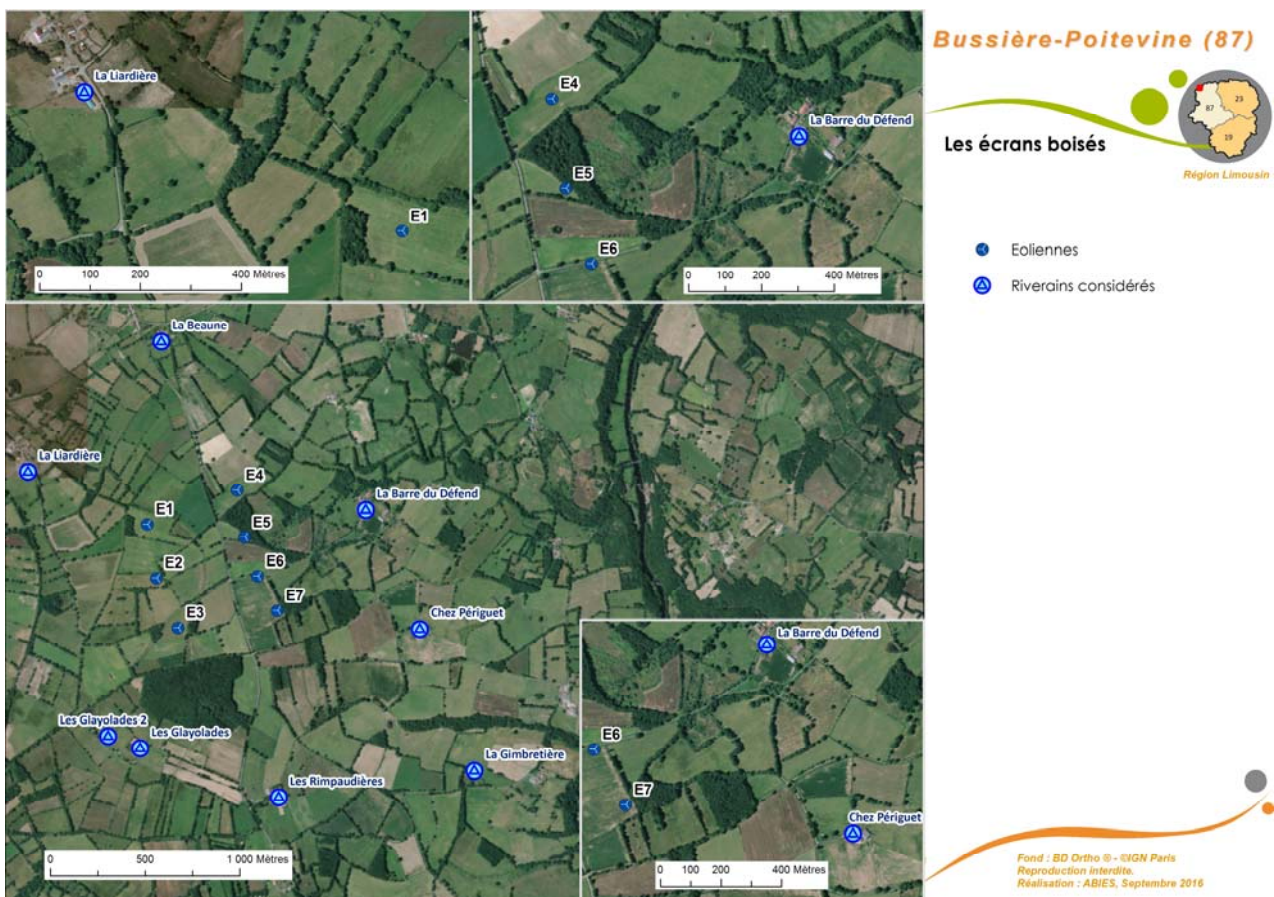 La Liardière
E1
0 100 200 400 Mètres
E4
La Barre du Défend
E5
E6
0 100 200 400 Mètres
Bussière-Poitevine (87)
Les écrans boisés
87
23
19
Région Limousin
Eoliennes
Riverains considérés
La Beaune
La Liardière
E4
La Barre du Défend
E1
E5
E2
E6
E7
E3
Chez Périguet
Les Glayolades 2
Les Glayolades
La Gimbretière
Les Rimpaudières
0 500 1 000 Mètres
La Barre du Défend
E6
E7
Chez Périguet
0 100 200 400 Mètres
Fond : BD Ortho ® - ©IGN Paris
Reproduction interdite.
Réalisation : ABIES, Septembre 2016